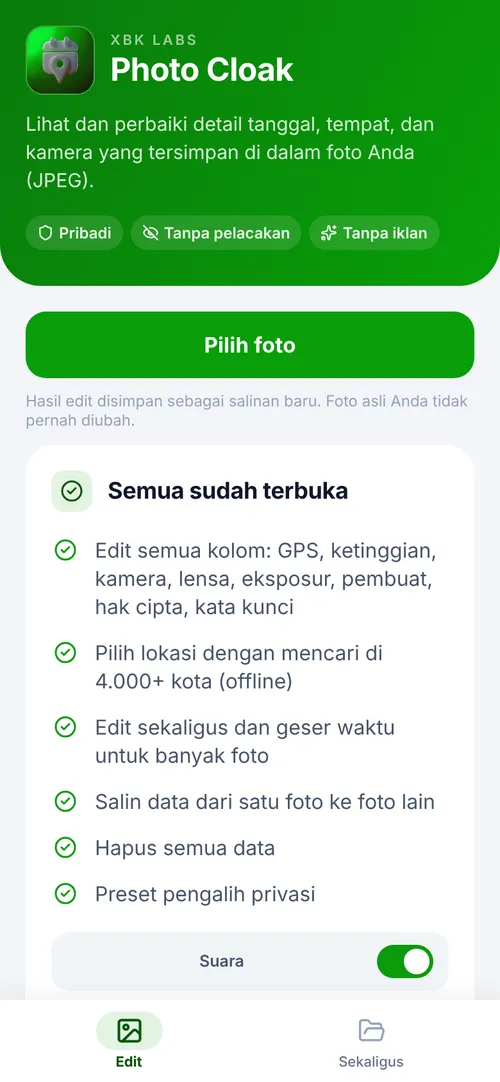 XBK LABS
Photo Cloak
Lihat dan perbaiki detail tanggal, tempat, dan
kamera yang tersimpan di dalam foto Anda
(JPEG).
Pribadi
Tanpa pelacakan
Tanpa iklan
Pilih foto
Hasil edit disimpan sebagai salinan baru. Foto asli Anda tidak
pernah diubah.
Semua sudah terbuka
Edit semua kolom: GPS, ketinggian,
kamera, lensa, eksposur, pembuat,
hak cipta, kata kunci
Pilih lokasi dengan mencari di
4.000+ kota (offline)
Edit sekaligus dan geser waktu
untuk banyak foto
Salin data dari satu foto ke foto lain
Hapus semua data
Preset pengalih privasi
Suara
Edit
Sekaligus